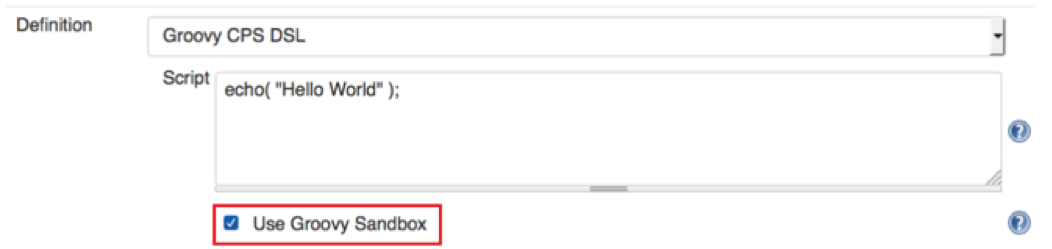 Definition
Groovy CPS DSL
Script
echo( "Hello World" );
Use Groovy Sandbox